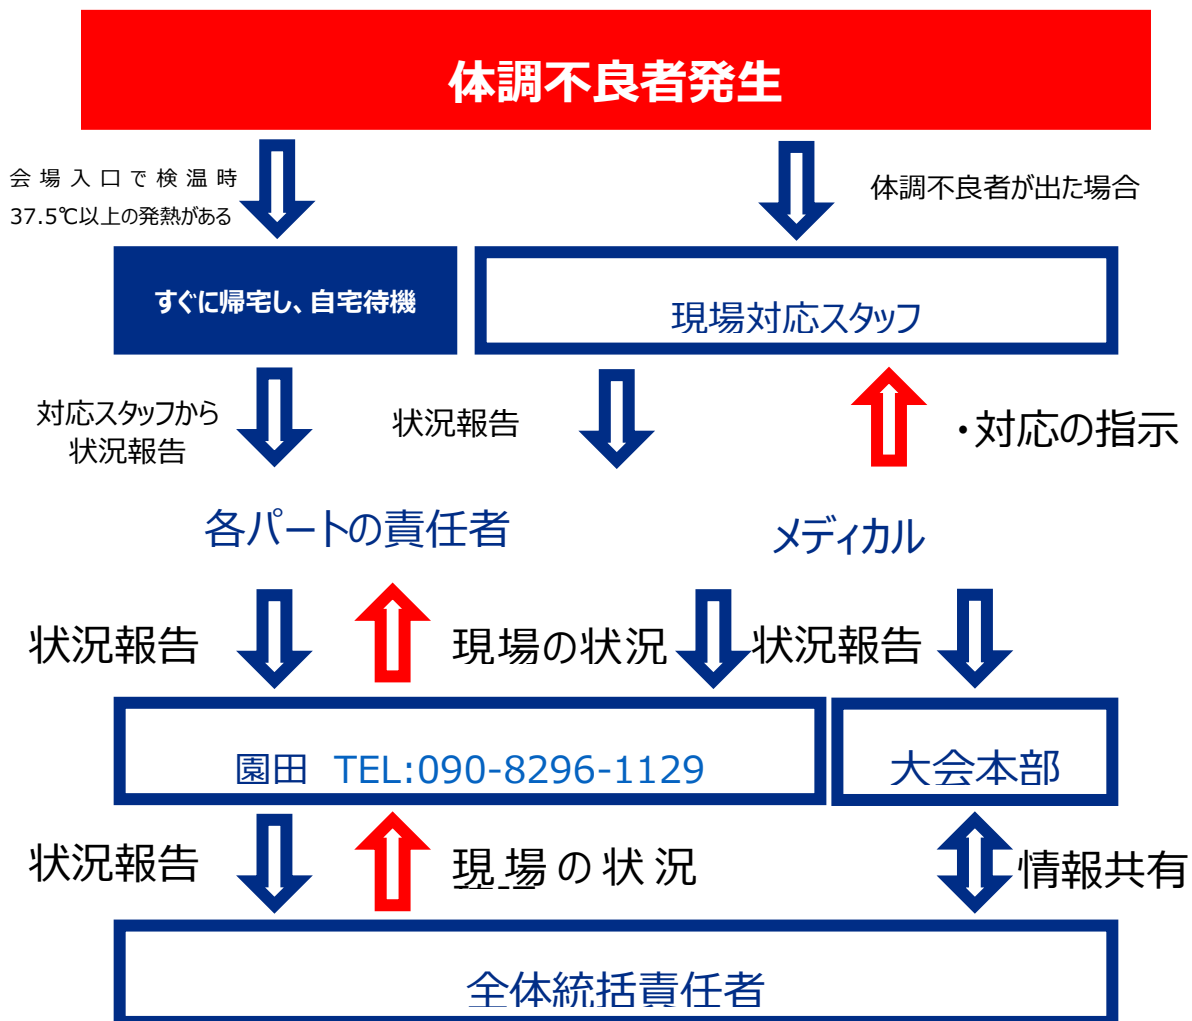 体調不良者発生
会場入口で検温時
37.5℃以上の発熱がある
体調不良者が出た場合
すぐに帰宅し、自宅待機
現場対応スタッフ
対応スタッフから
状況報告
状況報告
・対応の指示
各パートの責任者
メディカル
状況報告
現場の状況
状況報告
園田 TEL:090-8296-1129
大会本部
状況報告
現場の状況
情報共有
全体統括責任者